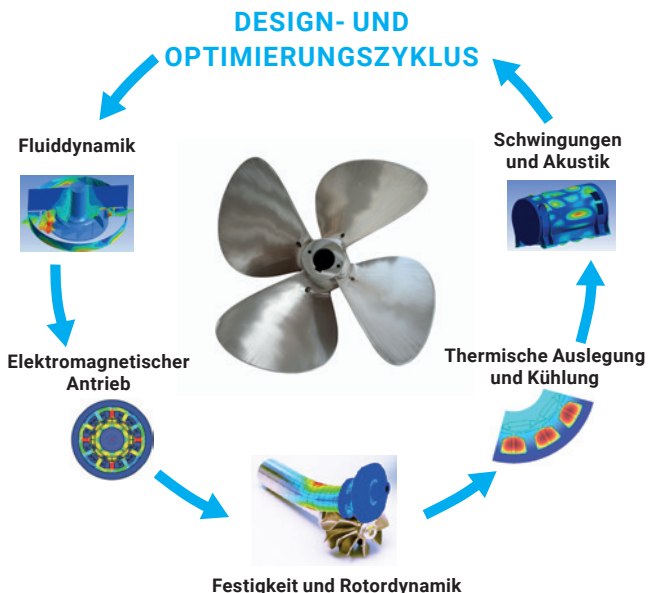 DESIGN- UND
OPTIMIERUNGSZYKLUS
Fluiddynamik
Schwingungen
und Akustik
Elektromagnetischer
Antrieb
Thermische Auslegung
und Kühlung
Festigkeit und Rotordynamik